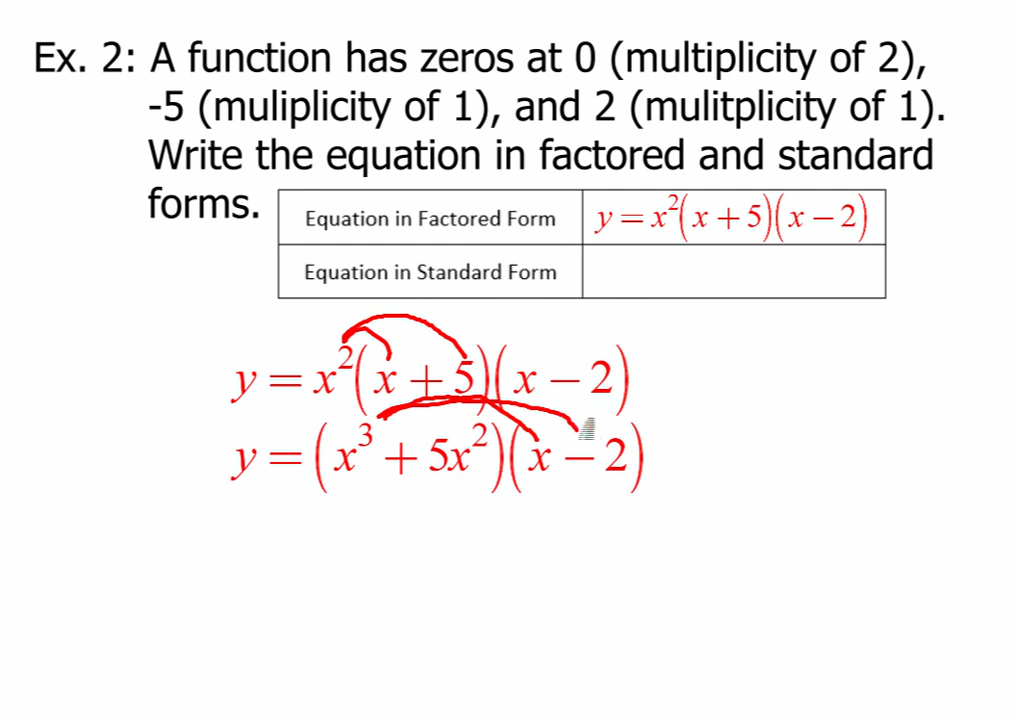 Ex. 2: A function has zeros at 0 (multiplicity of 2),
-5 (muliplicity of 1), and 2 (mulitplicity of 1).
Write the equation in factored and standard
forms.
Equation in Factored Form y = x²(x + 5)(x − 2)
Equation in Standard Form
y = x²(x + 5)(x − 2)
y = (x³ + 5x²)(x − 2)